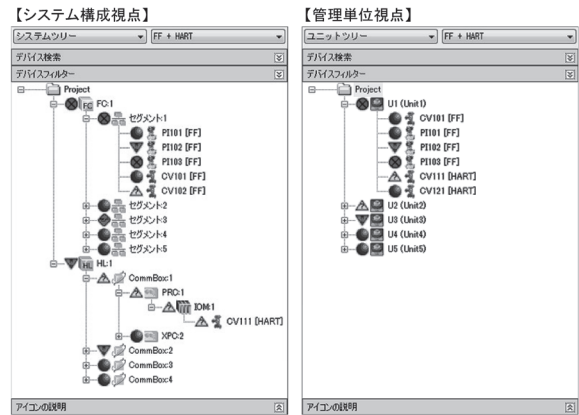 【システム構成視点】
システムツリー
FF + HART
デバイス検索
デバイスフィルター
Project
FC:1
セグメント:1
PI101 [FF]
PI102 [FF]
PI103 [FF]
CV101 [FF]
CV102 [FF]
セグメント:2
セグメント:3
セグメント:4
セグメント:5
HL:1
CommBox:1
PRC:1
IOM:1
CV111 [HART]
XPC:2
CommBox:2
CommBox:3
CommBox:4
アイコンの説明
【管理単位視点】
ユニットツリー
FF + HART
デバイス検索
デバイスフィルター
Project
U1 (Unit1)
CV101 [FF]
PI101 [FF]
PI102 [FF]
PI103 [FF]
CV111 [HART]
CV121 [HART]
U2 (Unit2)
U3 (Unit3)
U4 (Unit4)
U5 (Unit5)
アイコンの説明